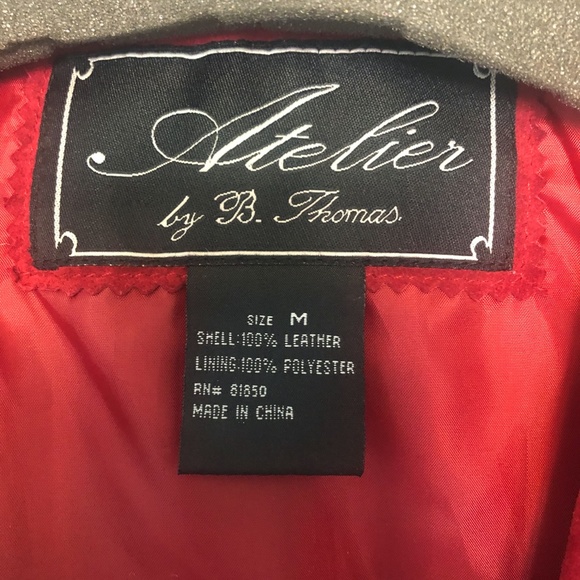 Atelier
by B. Thomas.
SIZE M
SHELL:100% LEATHER
LINING:100% POLYESTER
RN# 81850
MADE IN CHINA